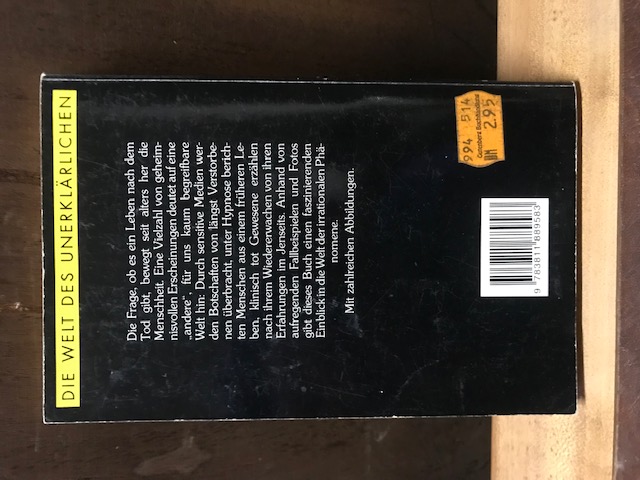 DIE WELT DES UNERKLÄRLICHEN
Die Frage, ob es ein Leben nach dem
Tod gibt, bewegt seit alters her die
Menschheit. Eine Vielzahl von geheim-
nisvollen Erscheinungen deutet auf eine
„andere“, für uns kaum begreifbare
Welt hin: Durch sensitive Medien wer-
den Botschaften von längst Verstorbe-
nen überbracht, unter Hypnose berich-
ten Menschen aus einem früheren Le-
ben, klinisch tot Gewesene erzählen
nach ihrem Wiedererwachen von ihren
Erfahrungen im Jenseits. Anhand von
aufregenden Fallbeispielen und Fotos
gibt dieses Buch einen faszinierenden
Einblick in die Welt der irrationalen Phä-
nomene.
Mit zahlreichen Abbildungen.
994 514
2.95
9 783811 889583